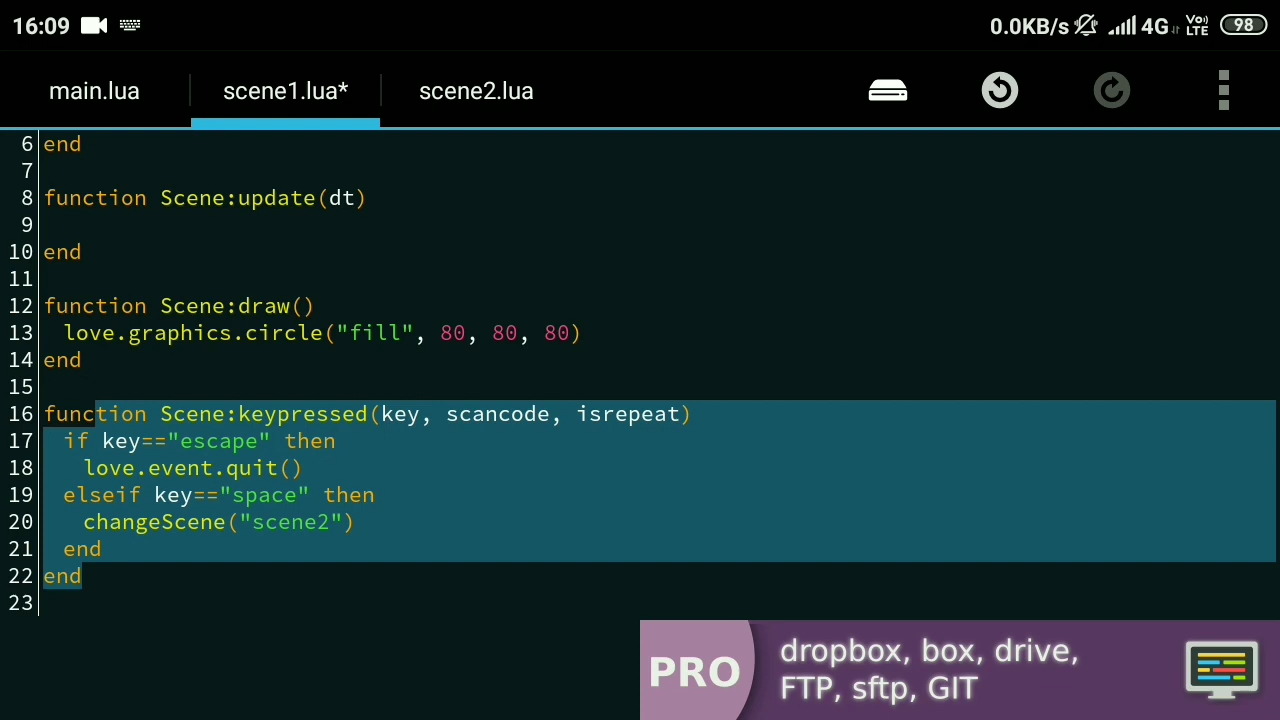 16:09
0.0KB/s 4G Vo) LTE 98
main.lua scene1.lua* scene2.lua
6 end
7
8 function Scene:update(dt)
9
10 end
11
12 function Scene:draw()
13 love.graphics.circle("fill", 80, 80, 80)
14 end
15
16 function Scene:keypressed(key, scancode, isrepeat)
17 if key=="escape" then
18 love.event.quit()
19 elseif key=="space" then
20 changeScene("scene2")
21 end
22 end
23
PRO
dropbox, box, drive,
FTP, sftp, GIT